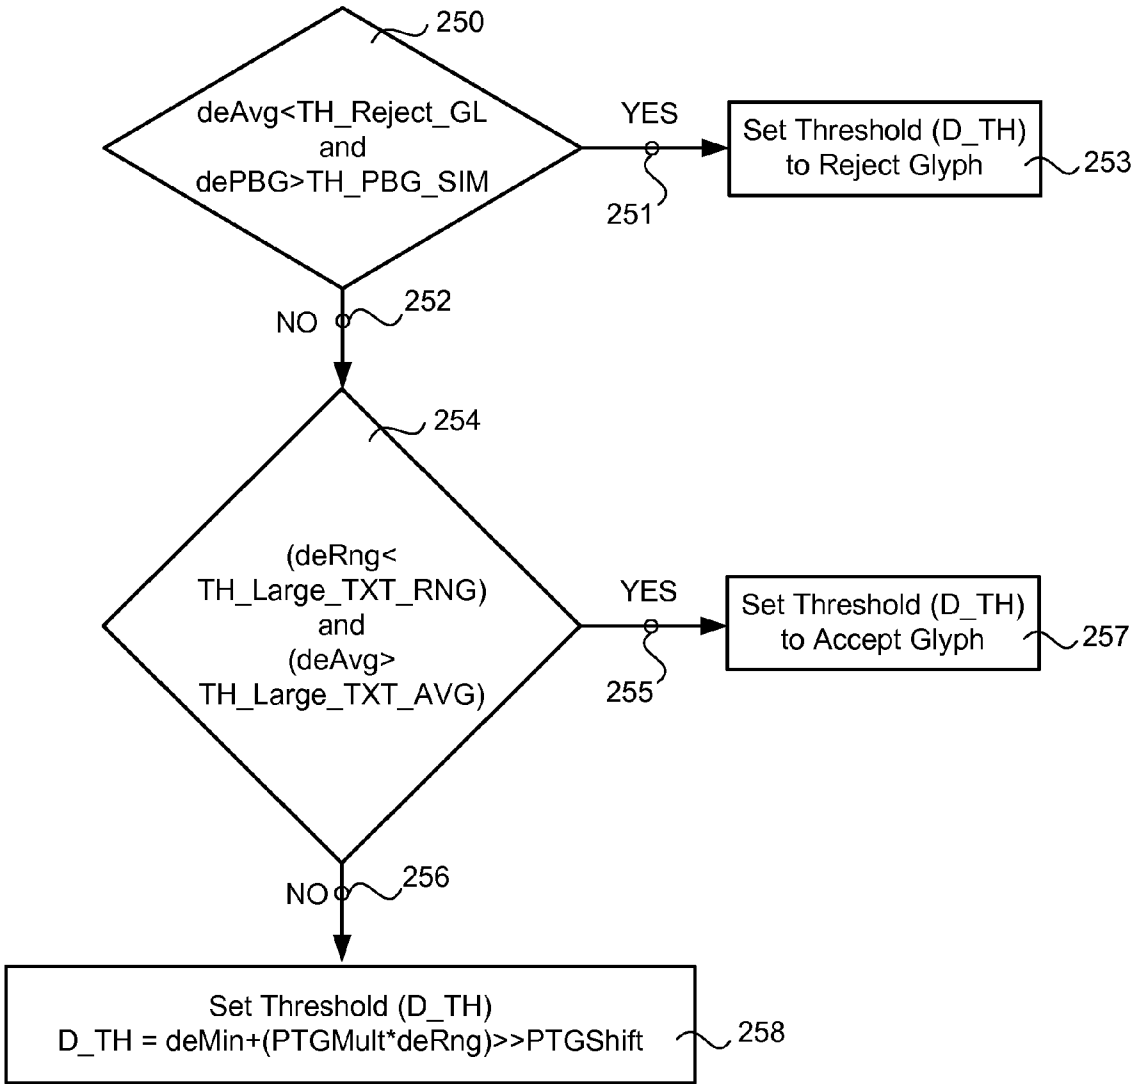 250
deAvg<TH_Reject_GL
and
dePBG>TH_PBG_SIM
YES
251
Set Threshold (D_TH)
to Reject Glyph
253
NO
252
254
(deRng<
TH_Large_TXT_RNG)
and
(deAvg>
TH_Large_TXT_AVG)
YES
255
Set Threshold (D_TH)
to Accept Glyph
257
NO
256
Set Threshold (D_TH)
D_TH = deMin+(PTGMult*deRng)>>PTGShift
258